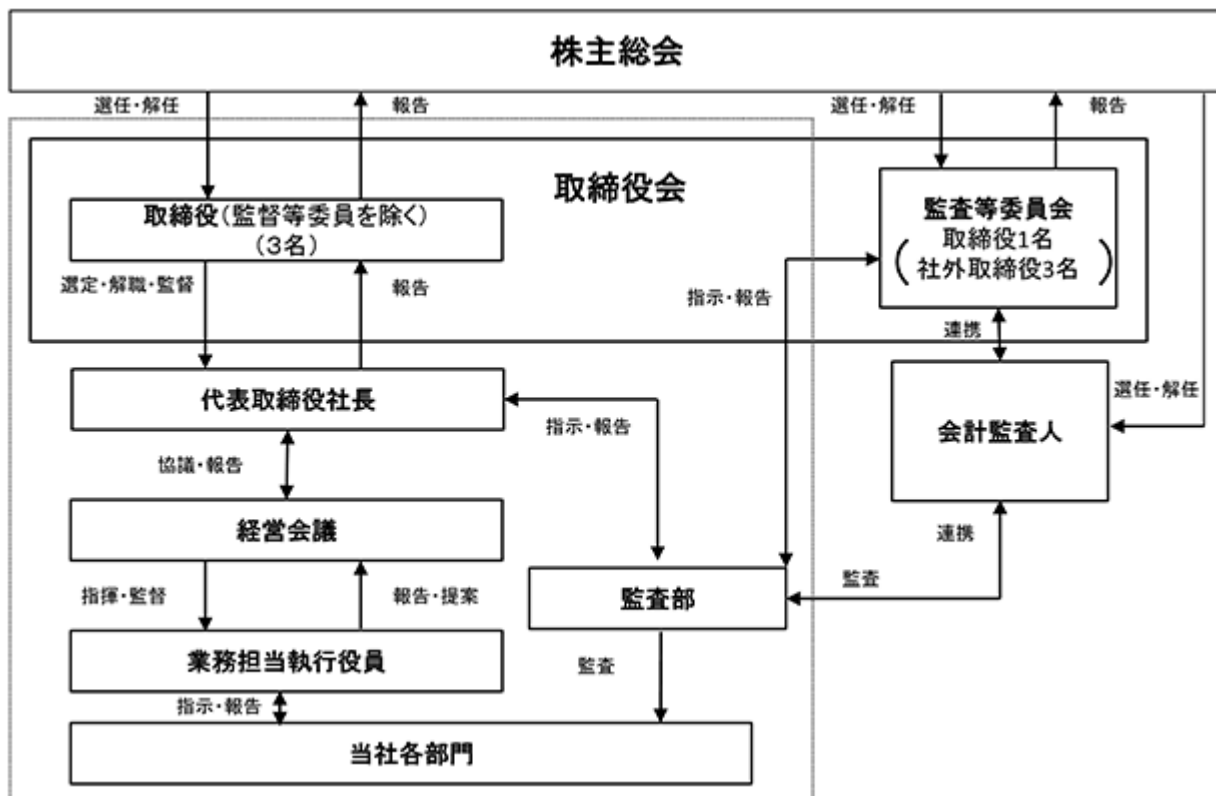 株主総会
選任・解任
報告
選任・解任
報告
取締役会
取締役(監督等委員を除く)
(3名)
監査等委員会
(取締役1名
社外取締役3名)
選定・解職・監督
報告
指示・報告
連携
代表取締役社長
選任・解任
指示・報告
会計監査人
協議・報告
経営会議
連携
指揮・監督
報告・提案
監査部
監査
業務担当執行役員
監査
指示・報告
当社各部門